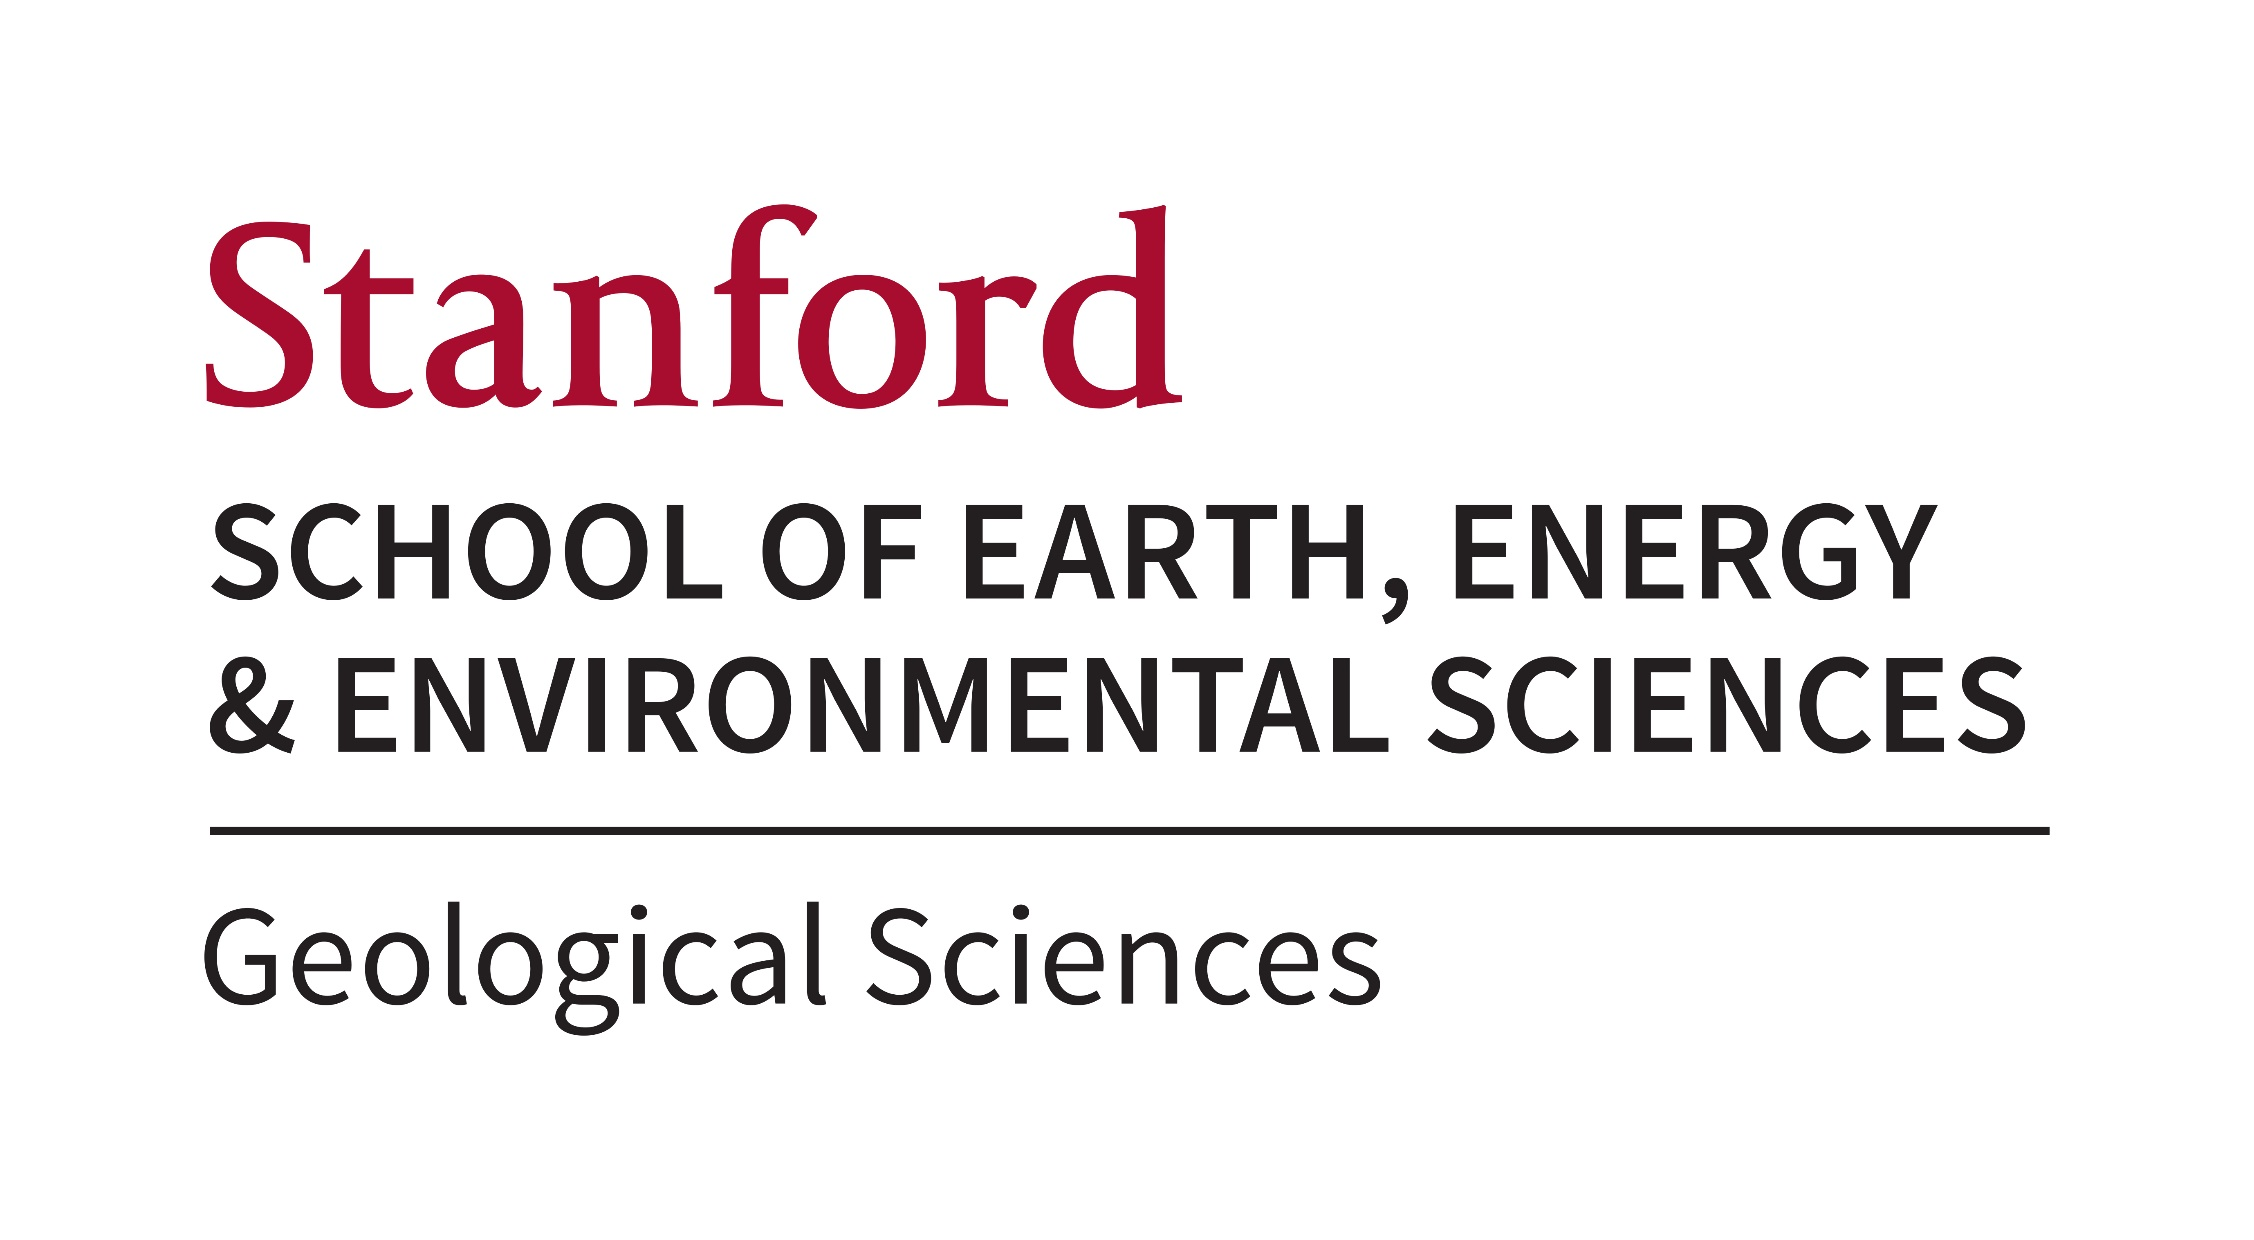 Stanford
SCHOOL OF EARTH, ENERGY
& ENVIRONMENTAL SCIENCES
Geological Sciences